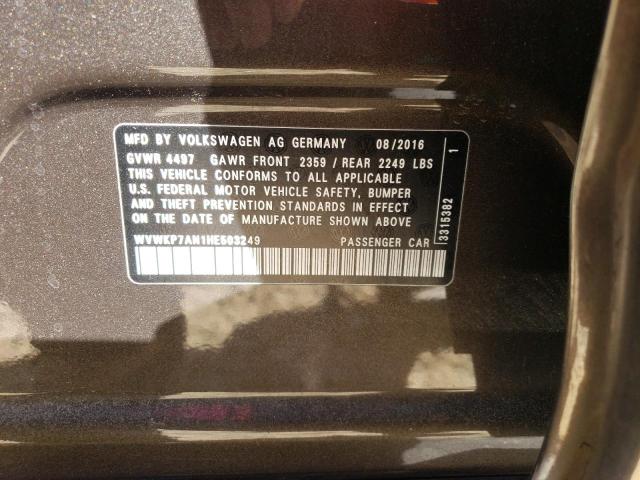 MFD BY VOLKSWAGEN AG GERMANY 08/2016
GVWR 4497 GAWR FRONT 2359 / REAR 2249 LBS
THIS VEHICLE CONFORMS TO ALL APPLICABLE
U.S. FEDERAL MOTOR VEHICLE SAFETY, BUMPER
AND THEFT PREVENTION STANDARDS IN EFFECT
ON THE DATE OF MANUFACTURE SHOWN ABOVE
WVWKP7AN1HE503249 PASSENGER CAR
3315382 1